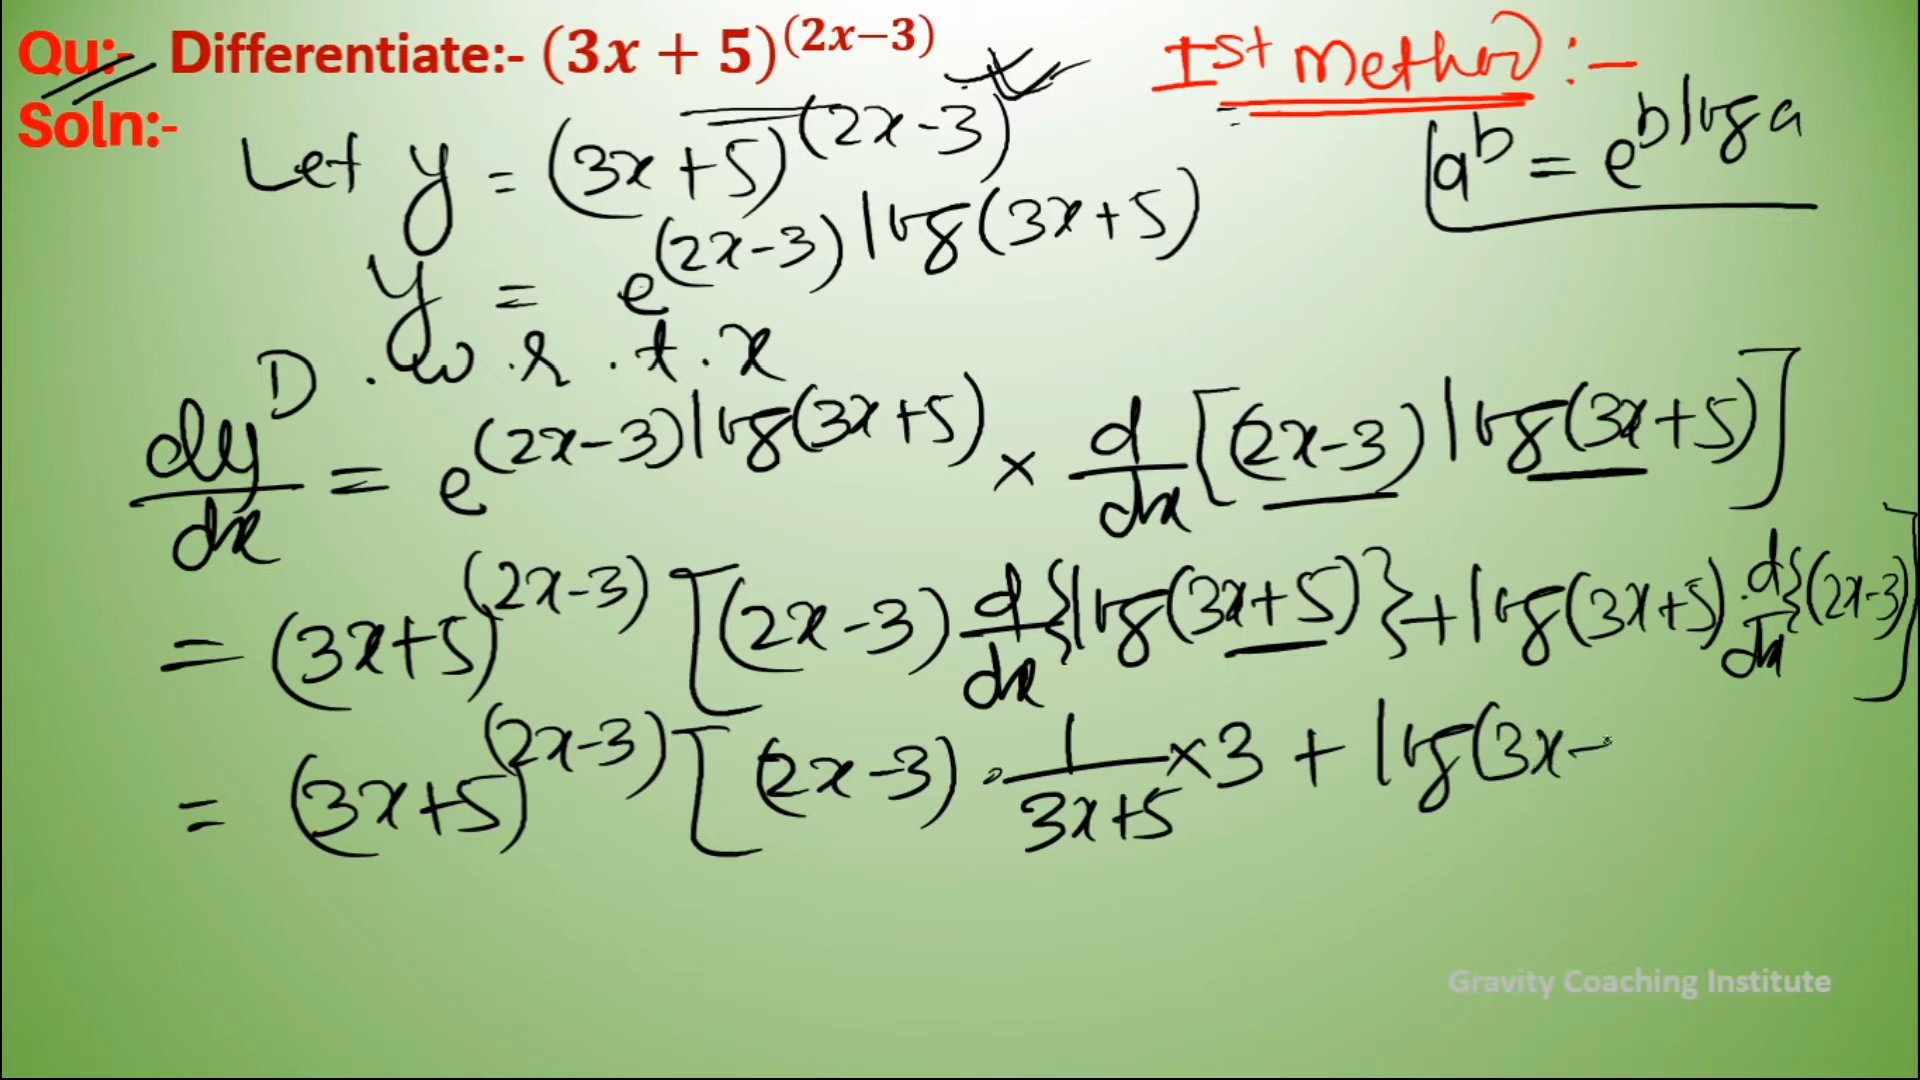 Qu:- Differentiate:- (3x + 5)^(2x−3)
Ist Method :-
Soln:-
Let y = (3x+5)^(2x-3)
a^b = e^(b log a)
y = e^((2x-3) log(3x+5))
D . w . r . t . x
dy/dx = e^((2x-3) log(3x+5)) × d/dx [(2x-3) log(3x+5)]
= (3x+5)^(2x-3) [(2x-3) d/dx {log(3x+5)} + log(3x+5) . d/dx {(2x-3)]
= (3x+5)^(2x-3) [(2x-3) . 1/(3x+5) × 3 + log(3x-
Gravity Coaching Institute